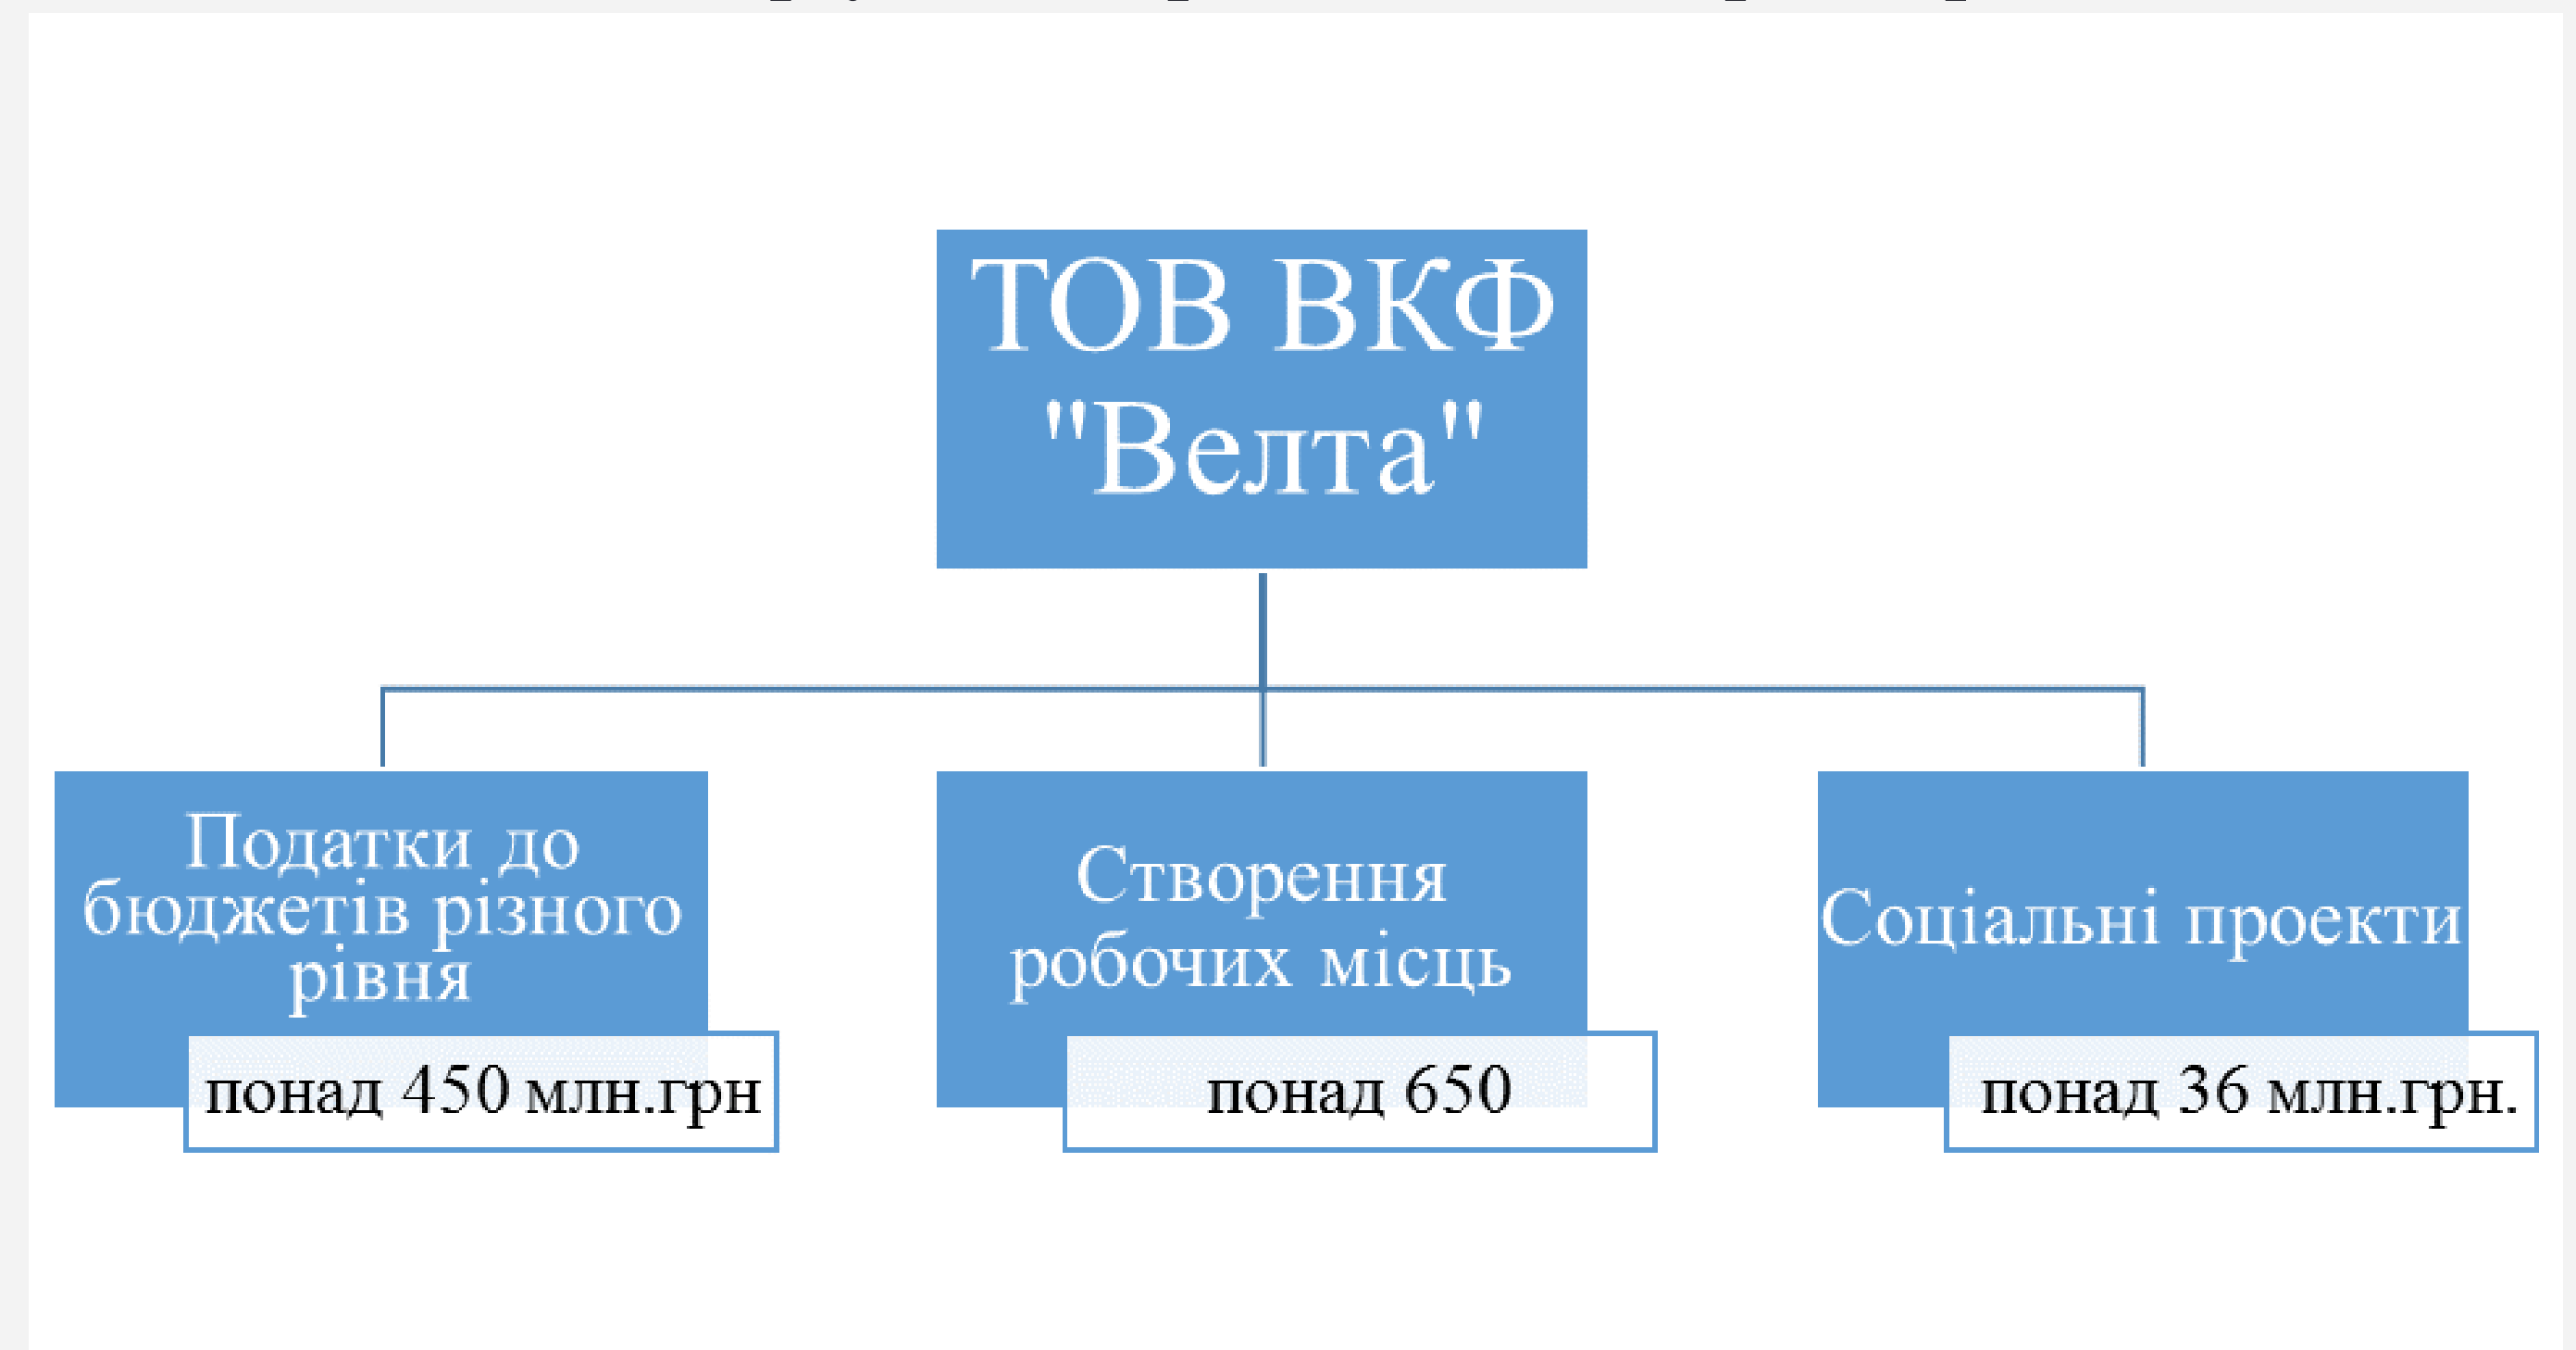 ТОВ ВКФ
"Велта"
Податки до
бюджетів різного
рівня
понад 450 млн.грн
Створення
робочих місць
понад 650
Соціальні проекти
понад 36 млн.грн.